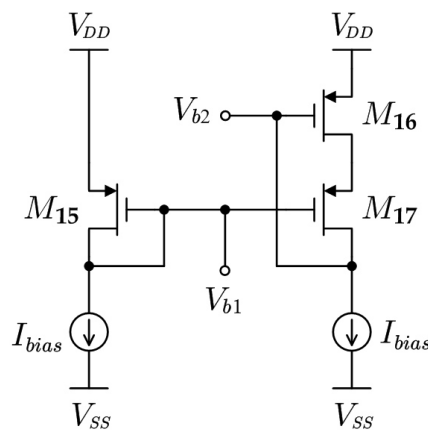 V_DD V_DD
V_b2 M_16
M_15 M_17
V_b1
I_bias I_bias
V_SS V_SS